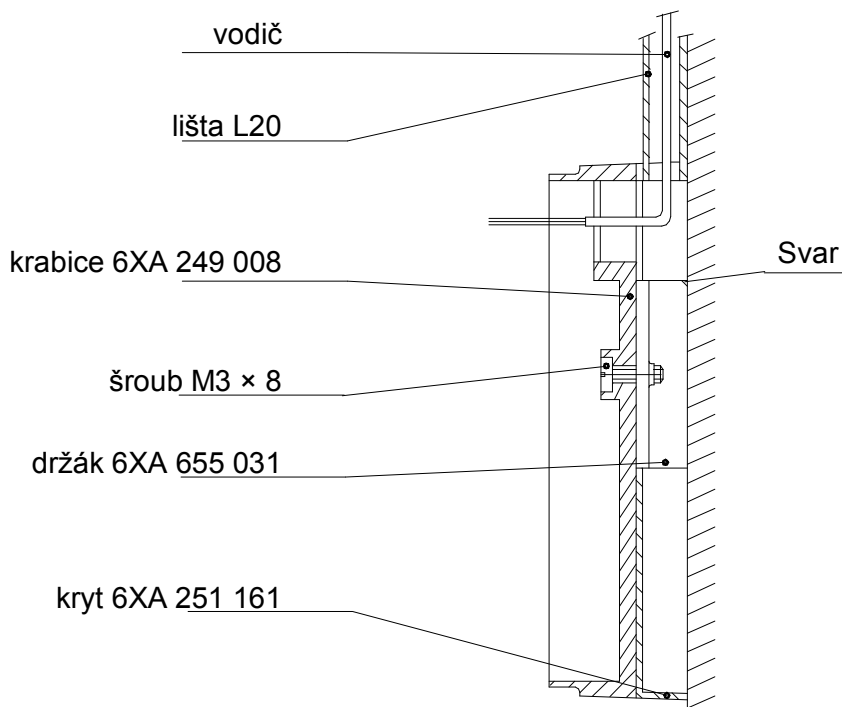 vodič
lišta L20
krabice 6XA 249 008
Svar
šroub M3 × 8
držák 6XA 655 031
kryt 6XA 251 161